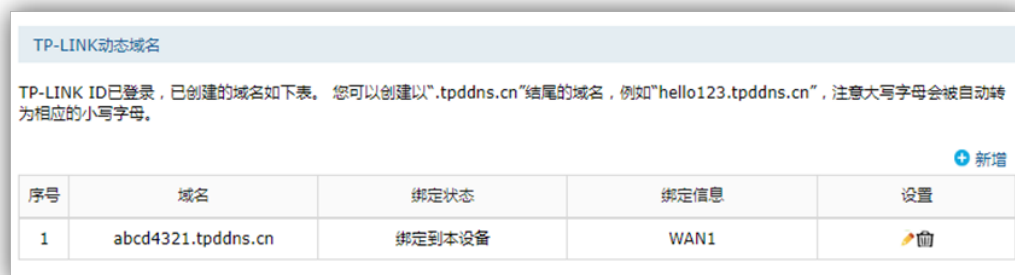 TP-LINK动态域名
TP-LINK ID已登录，已创建的域名如下表。 您可以创建以“.tpddns.cn”结尾的域名，例如“hello123.tpddns.cn”，注意大写字母会被自动转
为相应的小写字母。
新增
序号 域名 绑定状态 绑定信息 设置
1 abcd4321.tpddns.cn 绑定到本设备 WAN1